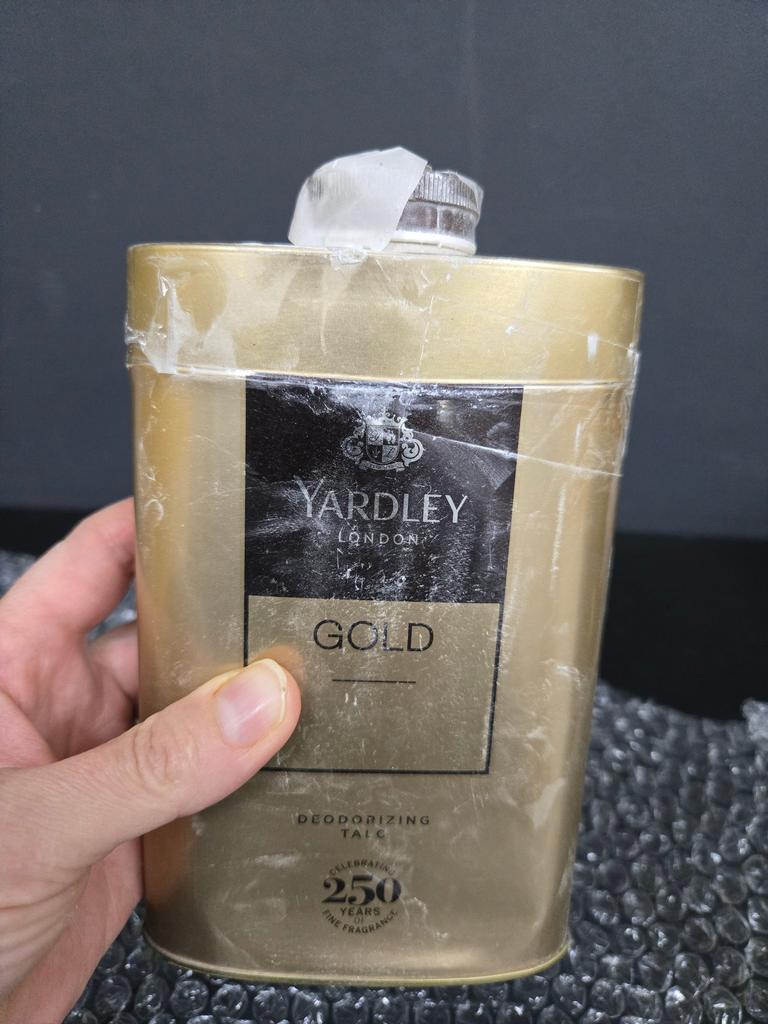 YARDLEY
LONDON
GOLD
DEODORIZING
TALC
CELEBRATING
250
YEARS
OF
FINE FRAGRANCE